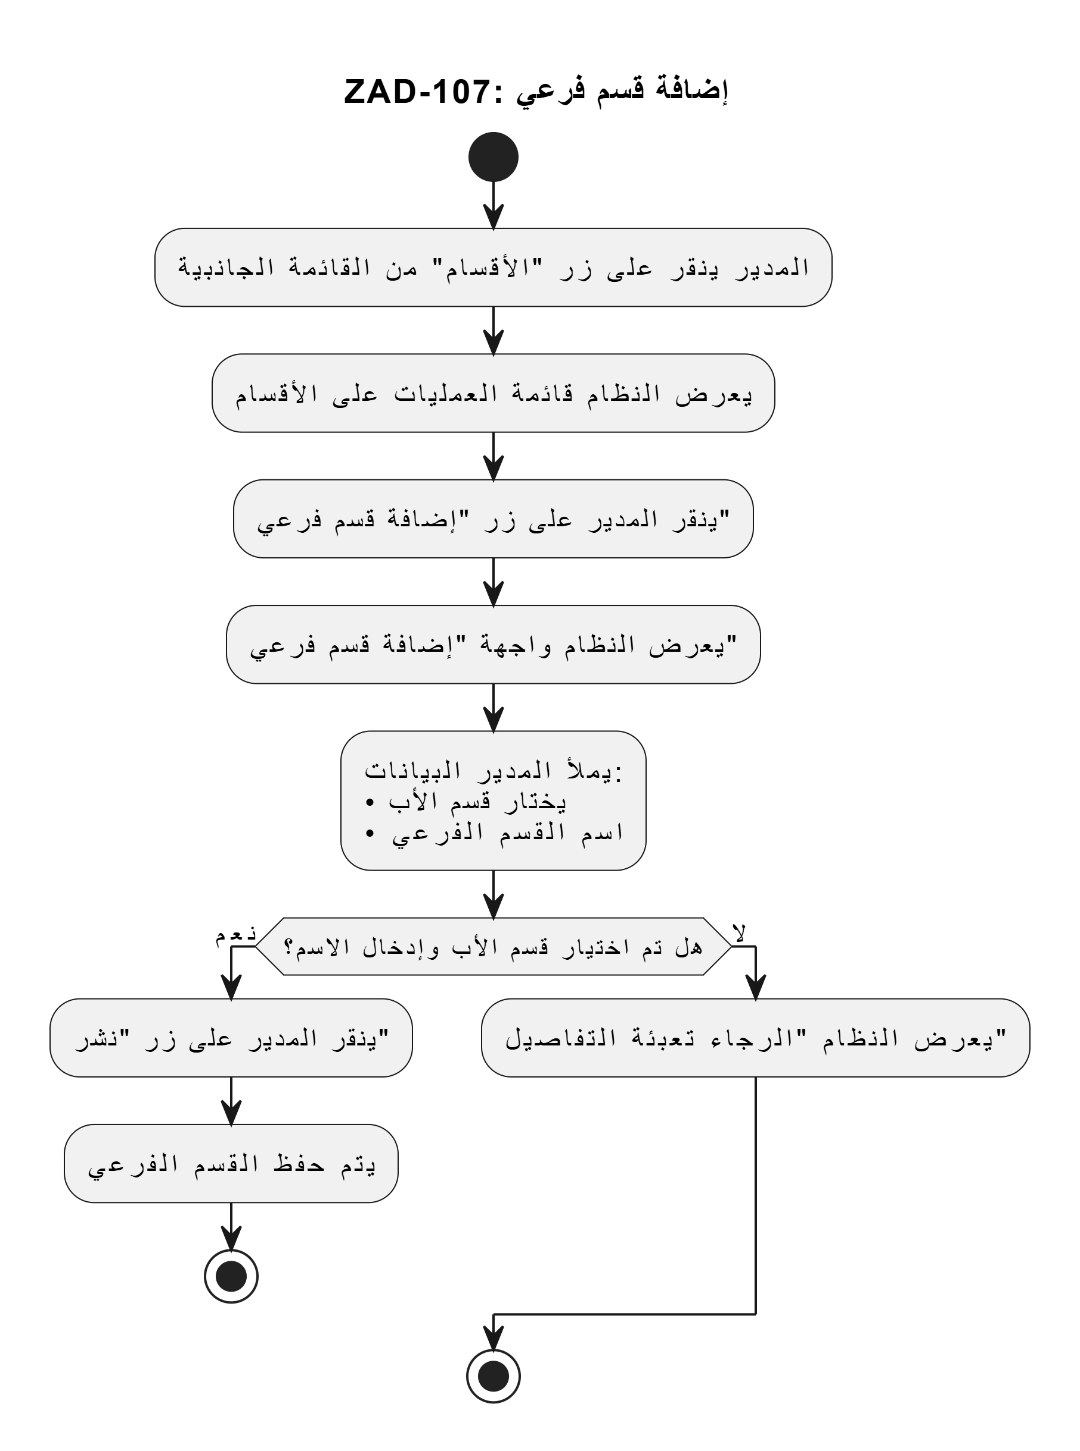 ZAD-107: إضافة قسم فرعي
المدير ينقر على زر "الأقسام" من القائمة الجانبية
يعرض النظام قائمة العمليات على الأقسام
ينقر المدير على زر "إضافة قسم فرعي"
يعرض النظام واجهة "إضافة قسم فرعي"
يملأ المدير البيانات:
• يختار قسم الأب
• اسم القسم الفرعي
هل تم اختيار قسم الأب وإدخال الاسم؟
نعم
لا
ينقر المدير على زر "نشر"
يعرض النظام "الرجاء تعبئة التفاصيل"
يتم حفظ القسم الفرعي